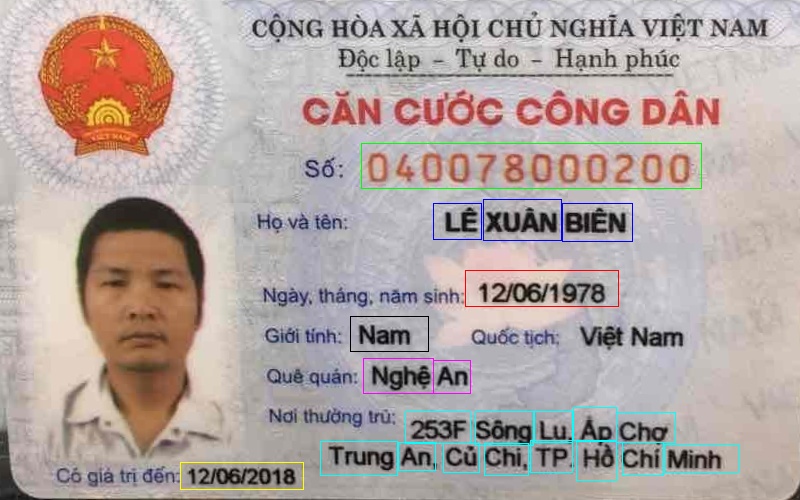 CỘNG HÒA XÃ HỘI CHỦ NGHĨA VIỆT NAM
Độc lập - Tự do - Hạnh phúc
CĂN CƯỚC CÔNG DÂN
Số: 040078000200
Họ và tên: LÊ XUÂN BIÊN
Ngày, tháng, năm sinh: 12/06/1978
Giới tính: Nam Quốc tịch: Việt Nam
Quê quán: Nghệ An
Nơi thường trú: 253F Sông Lu, Ấp Chợ
Trung An, Củ Chi, TP. Hồ Chí Minh
Có giá trị đến: 12/06/2018
VIỆT NAM